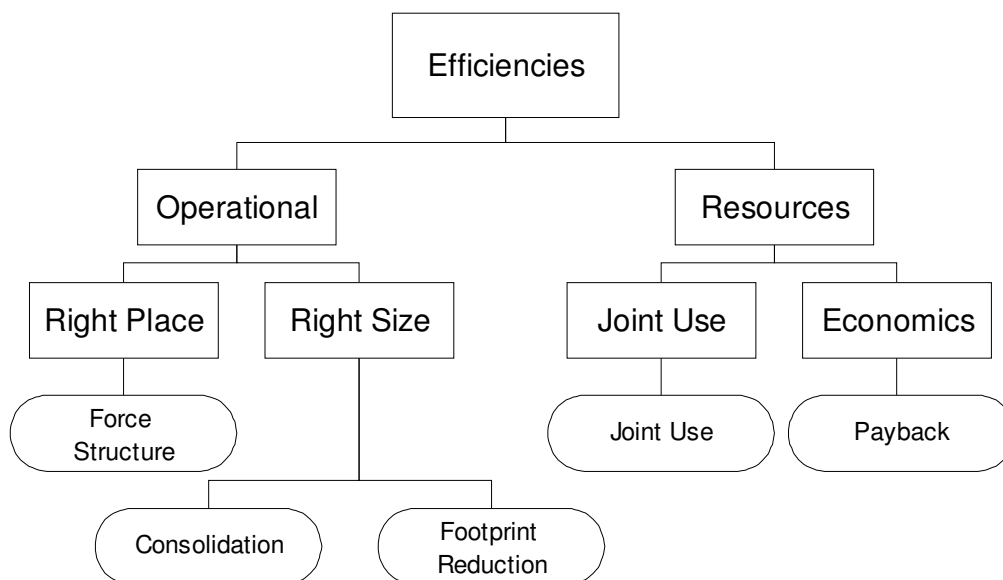 Efficiencies
Operational
Resources
Right Place
Right Size
Joint Use
Economics
Force
Structure
Joint Use
Payback
Consolidation
Footprint
Reduction